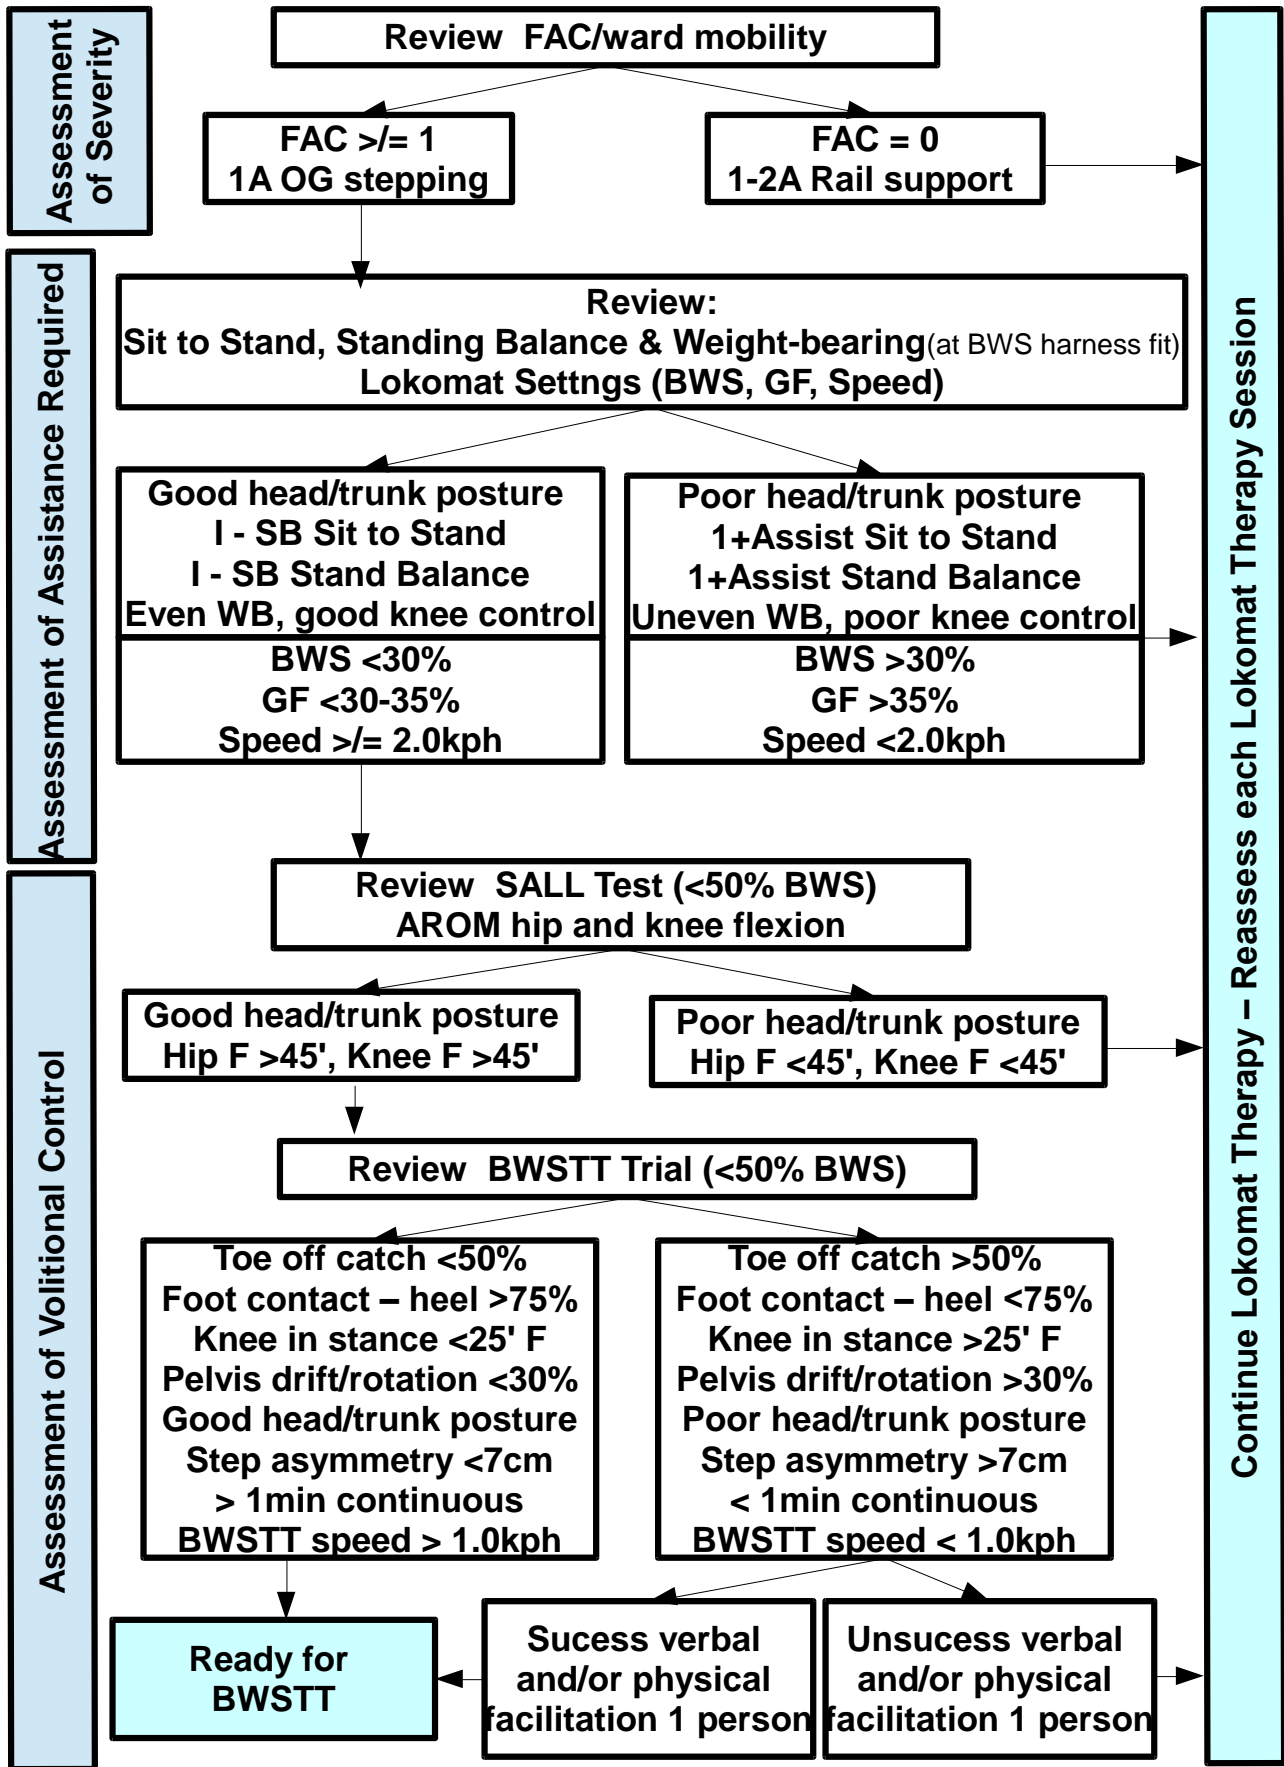 Assessment
of Severity
Review  FAC/ward mobility
FAC >/= 1
1A OG stepping
FAC = 0
1-2A Rail support
Assessment of Assistance Required
Review:
Sit to Stand, Standing Balance & Weight-bearing(at BWS harness fit)
Lokomat Settngs (BWS, GF, Speed)
Good head/trunk posture
I - SB Sit to Stand
I - SB Stand Balance
Even WB, good knee control
BWS <30%
GF <30-35%
Speed >/= 2.0kph
Poor head/trunk posture
1+Assist Sit to Stand
1+Assist Stand Balance
Uneven WB, poor knee control
BWS >30%
GF >35%
Speed <2.0kph
Assessment of Volitional Control
Review  SALL Test (<50% BWS)
AROM hip and knee flexion
Good head/trunk posture
Hip F >45', Knee F >45'
Poor head/trunk posture
Hip F <45', Knee F <45'
Review  BWSTT Trial (<50% BWS)
Toe off catch <50%
Foot contact – heel >75%
Knee in stance <25' F
Pelvis drift/rotation <30%
Good head/trunk posture
Step asymmetry <7cm
> 1min continuous
BWSTT speed > 1.0kph
Toe off catch >50%
Foot contact – heel <75%
Knee in stance >25' F
Pelvis drift/rotation >30%
Poor head/trunk posture
Step asymmetry >7cm
< 1min continuous
BWSTT speed < 1.0kph
Ready for
BWSTT
Sucess verbal
and/or physical
facilitation 1 person
Unsucess verbal
and/or physical
facilitation 1 person
Continue Lokomat Therapy – Reassess each Lokomat Therapy Session